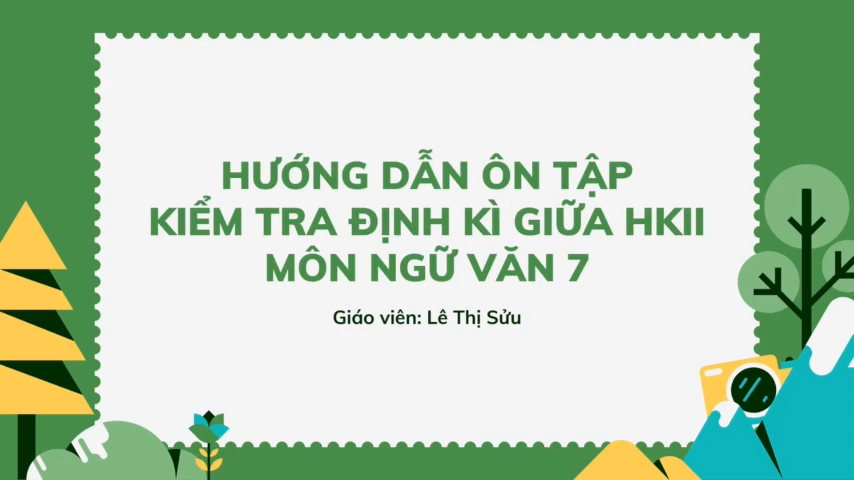 HƯỚNG DẪN ÔN TẬP
KIỂM TRA ĐỊNH KÌ GIỮA HKII
MÔN NGỮ VĂN 7
Giáo viên: Lê Thị Sửu